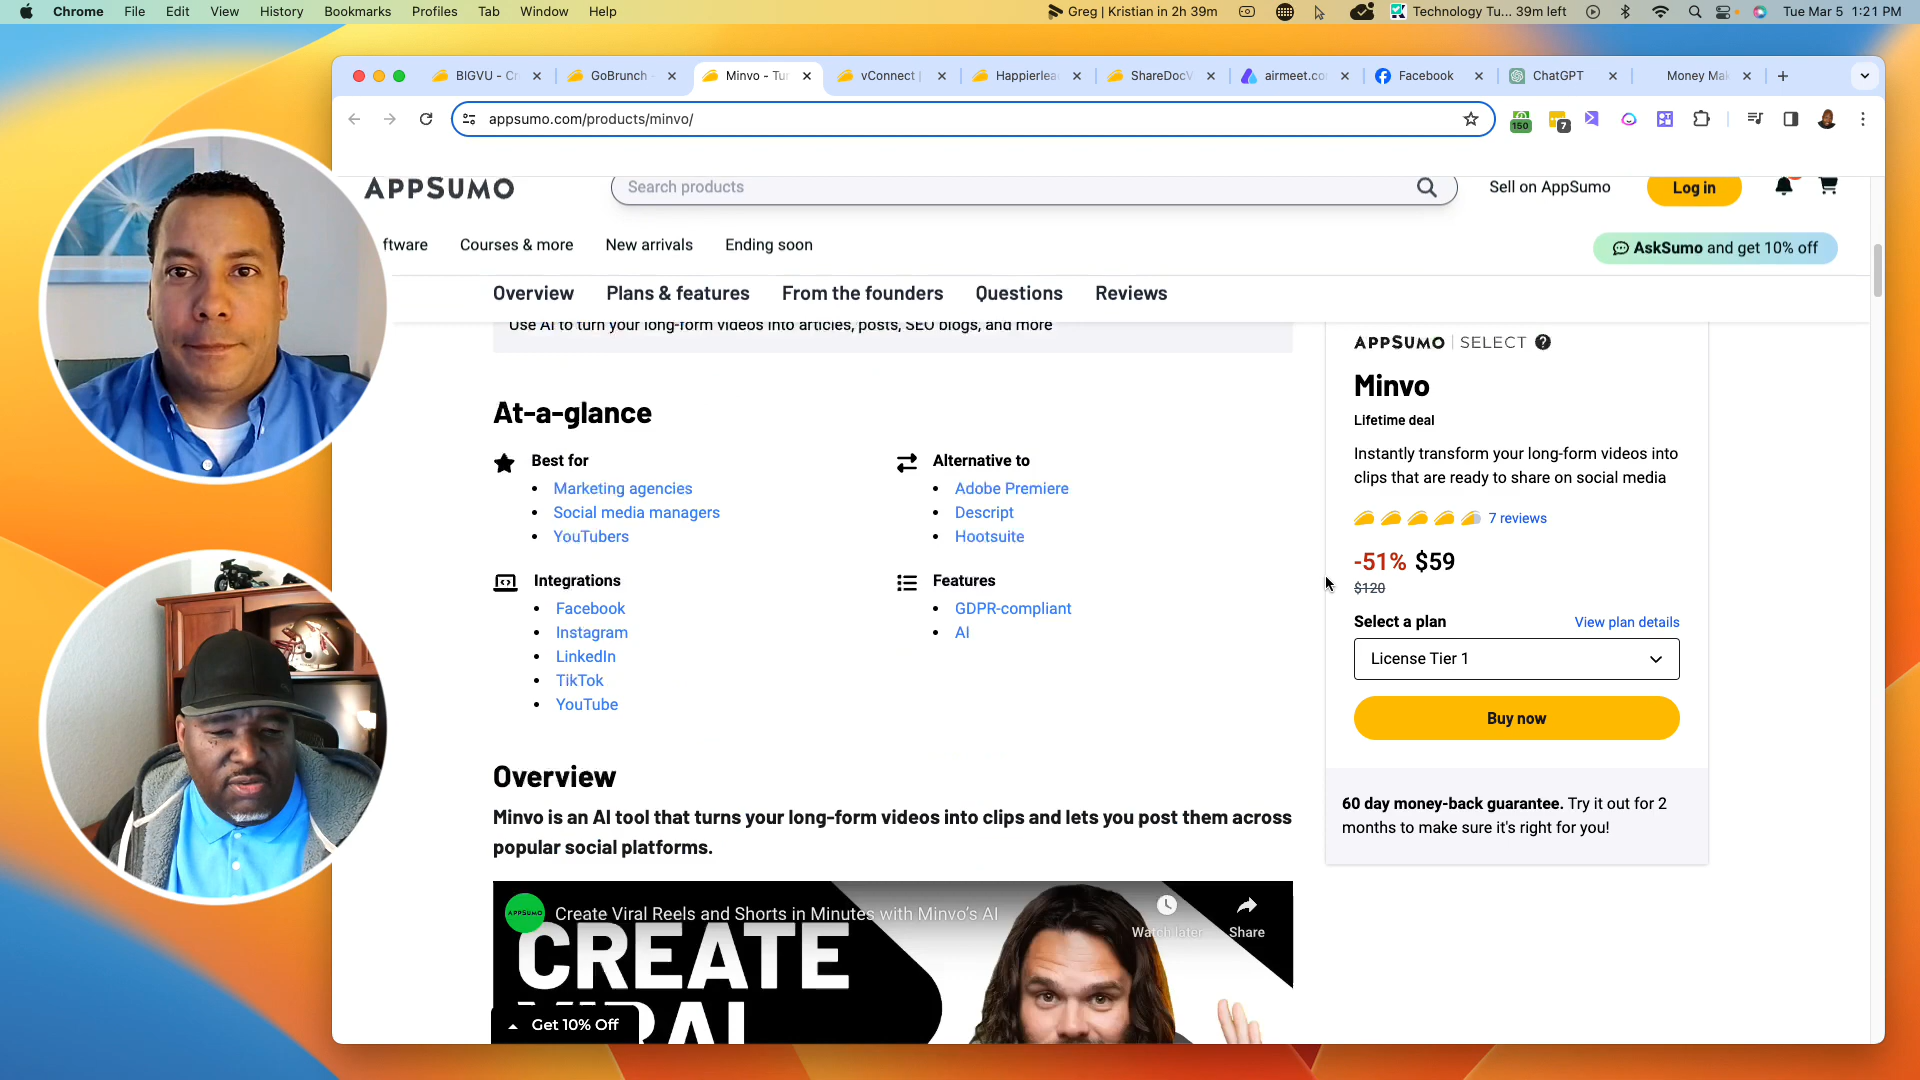 Chrome File Edit View History Bookmarks Profiles Tab Window Help
Greg | Kristian in 2h 39m
Technology Tu... 39m left
Tue Mar 5 1:21 PM
BIGVU - Cr
GoBrunch -
Minvo - Tur
vConnect |
Happierlea
ShareDocV
airmeet.co
Facebook
ChatGPT
Money Mak
appsumo.com/products/minvo/
150
7
APPSUMO
Search products
Sell on AppSumo
Log in
ftware
Courses & more
New arrivals
Ending soon
AskSumo and get 10% off
Overview
Plans & features
From the founders
Questions
Reviews
Use AI to turn your long-form videos into articles, posts, SEO blogs, and more
At-a-glance
Best for
Marketing agencies
Social media managers
YouTubers
Alternative to
Adobe Premiere
Descript
Hootsuite
Integrations
Facebook
Instagram
LinkedIn
TikTok
YouTube
Features
GDPR-compliant
AI
Overview
Minvo is an AI tool that turns your long-form videos into clips and lets you post them across
popular social platforms.
APPSUMO
Create Viral Reels and Shorts in Minutes with Minvo's AI
Watch later
Share
CREATE
VIRAL
Get 10% Off
APPSUMO | SELECT
Minvo
Lifetime deal
Instantly transform your long-form videos into
clips that are ready to share on social media
7 reviews
-51% $59
$120
Select a plan
View plan details
License Tier 1
Buy now
60 day money-back guarantee. Try it out for 2
months to make sure it's right for you!